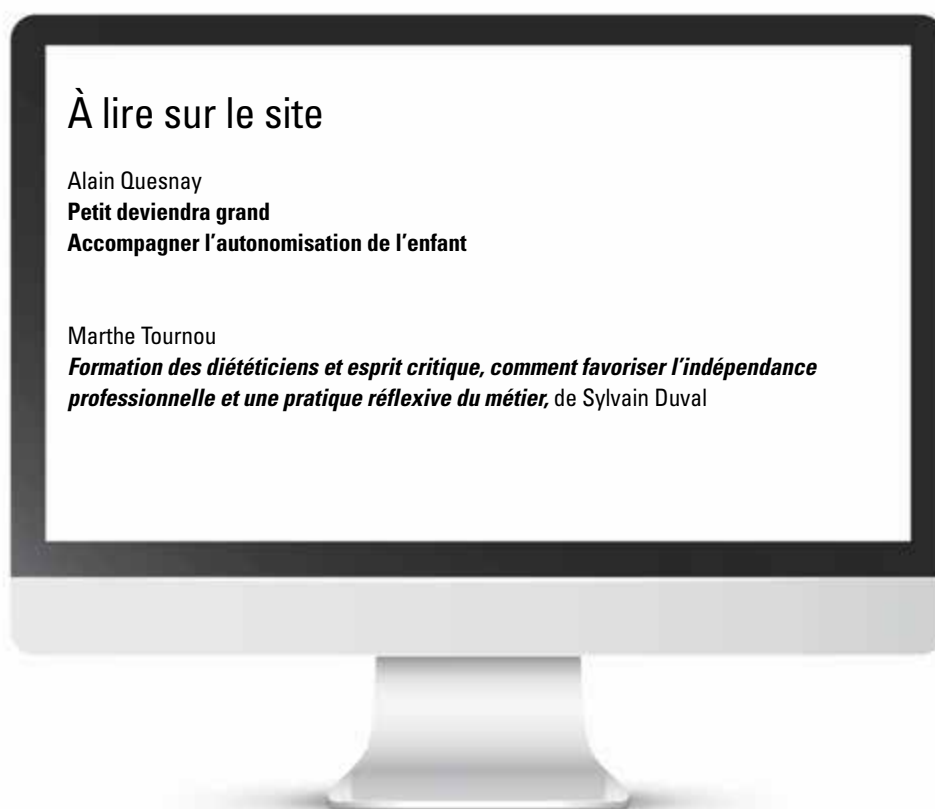 À lire sur le site
Alain Quesnay
Petit deviendra grand
Accompagner l'autonomisation de l'enfant
Marthe Tournou
Formation des diététiciens et esprit critique, comment favoriser l'indépendance
professionnelle et une pratique réflexive du métier, de Sylvain Duval